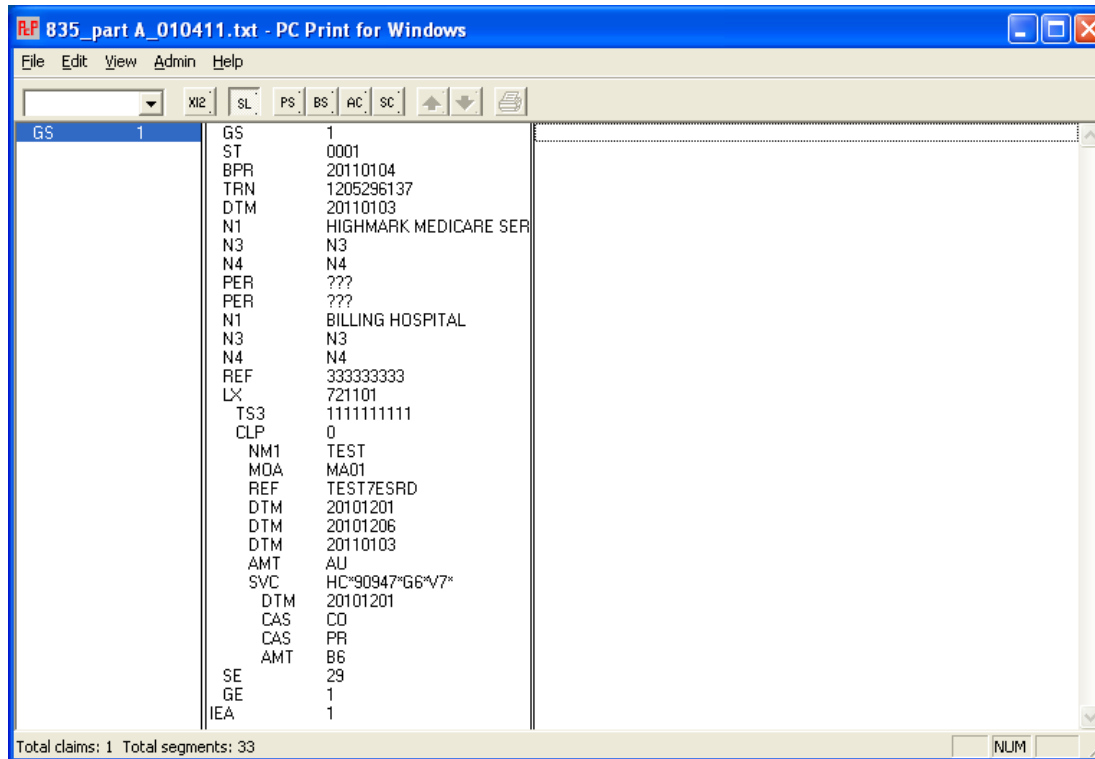 PCP 835_part A_010411.txt - PC Print for Windows
File Edit View Admin Help
X12 SL PS BS AC SC
GS 1
GS 1
ST 0001
BPR 20110104
TRN 1205296137
DTM 20110103
N1 HIGHMARK MEDICARE SER
N3 N3
N4 N4
PER ???
PER ???
N1 BILLING HOSPITAL
N3 N3
N4 N4
REF 333333333
LX 721101
TS3 1111111111
CLP 0
NM1 TEST
MOA MA01
REF TEST7ESRD
DTM 20101201
DTM 20101206
DTM 20110103
AMT AU
SVC HC*90947*G6*V7*
DTM 20101201
CAS CO
CAS PR
AMT B6
SE 29
GE 1
IEA 1
Total claims: 1 Total segments: 33
NUM